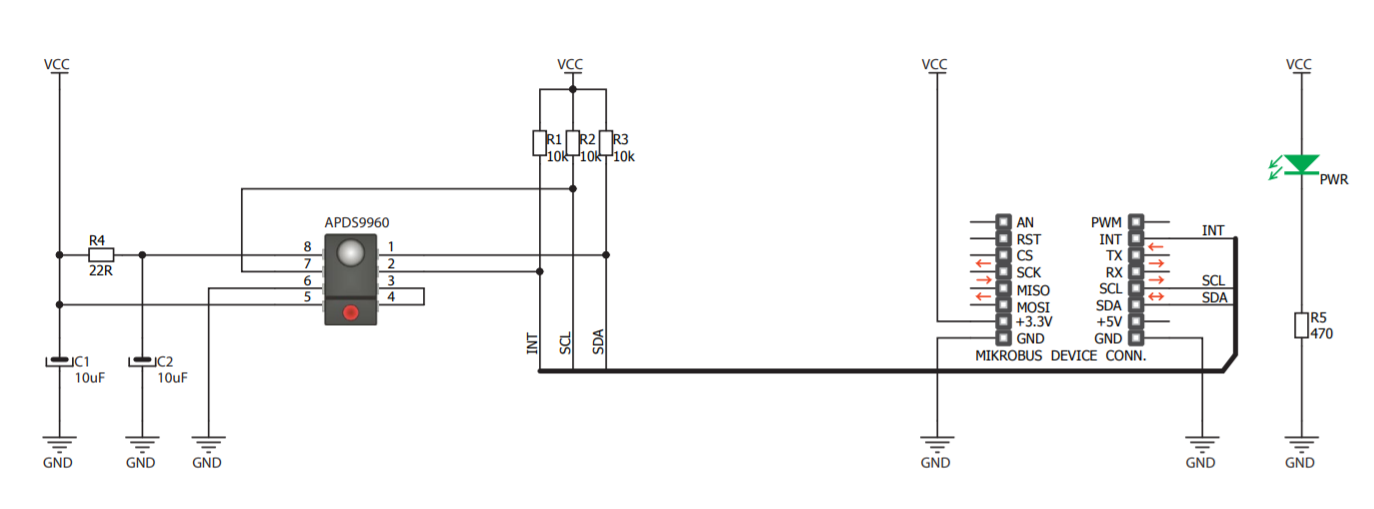 VCC
VCC
VCC
VCC
R1
R2
R3
10k
10k
10k
PWR
APDS9960
R4
22R
8
7
6
5
1
2
3
4
AN
RST
CS
SCK
MISO
MOSI
+3.3V
GND
PWM
INT
TX
RX
SCL
SDA
+5V
GND
INT
SCL
SDA
MIKROBUS DEVICE CONN.
R5
470
INT
SCL
SDA
C1
10uF
C2
10uF
GND
GND
GND
GND
GND
GND